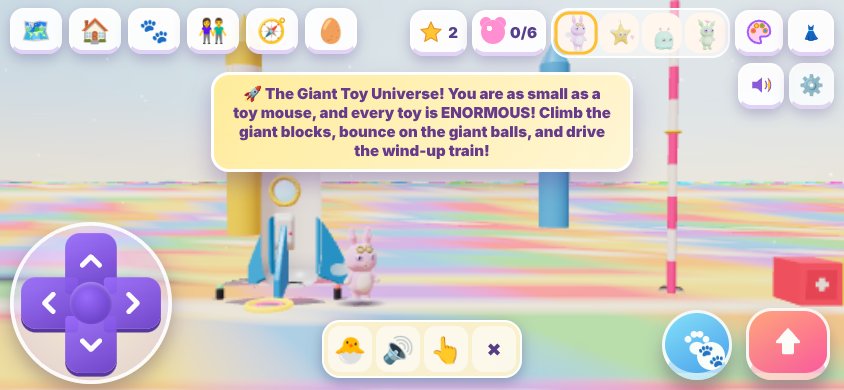 2
0/6
🚀 The Giant Toy Universe! You are as small as a
toy mouse, and every toy is ENORMOUS! Climb the
giant blocks, bounce on the giant balls, and drive
the wind-up train!